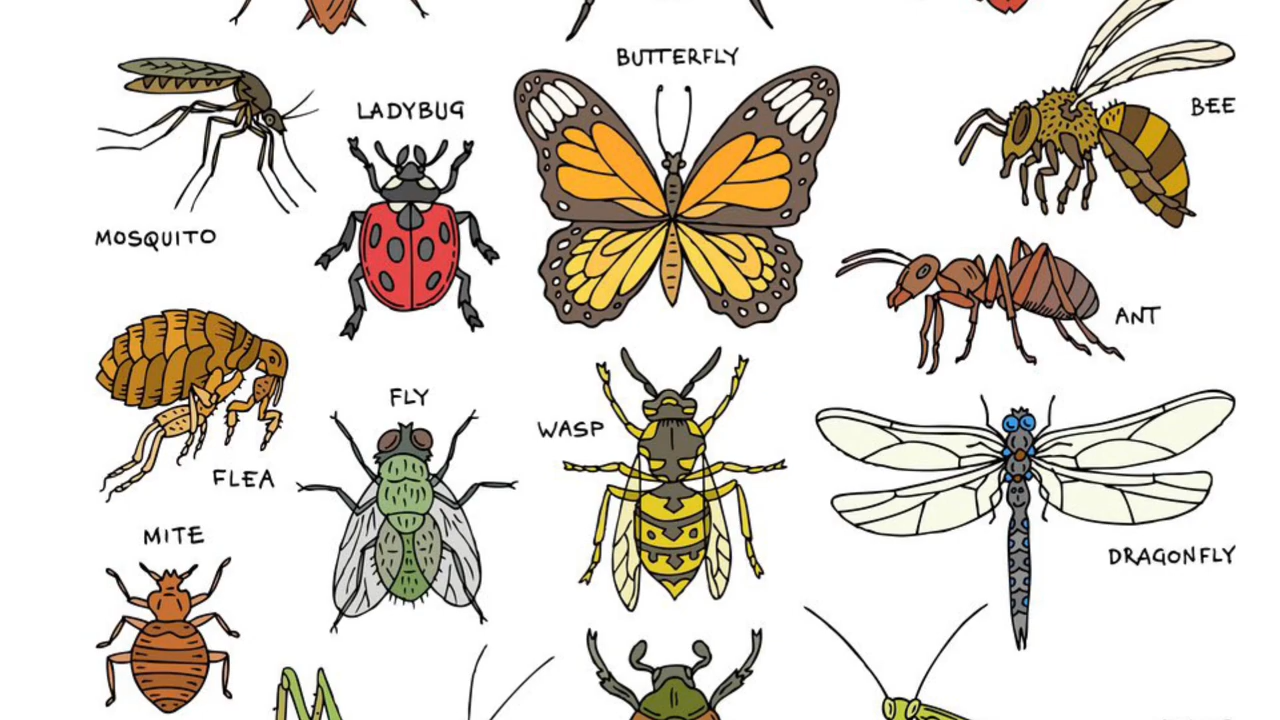 BUTTERFLY
LADYBUG
BEE
MOSQUITO
ANT
FLY
WASP
FLEA
MITE
DRAGONFLY